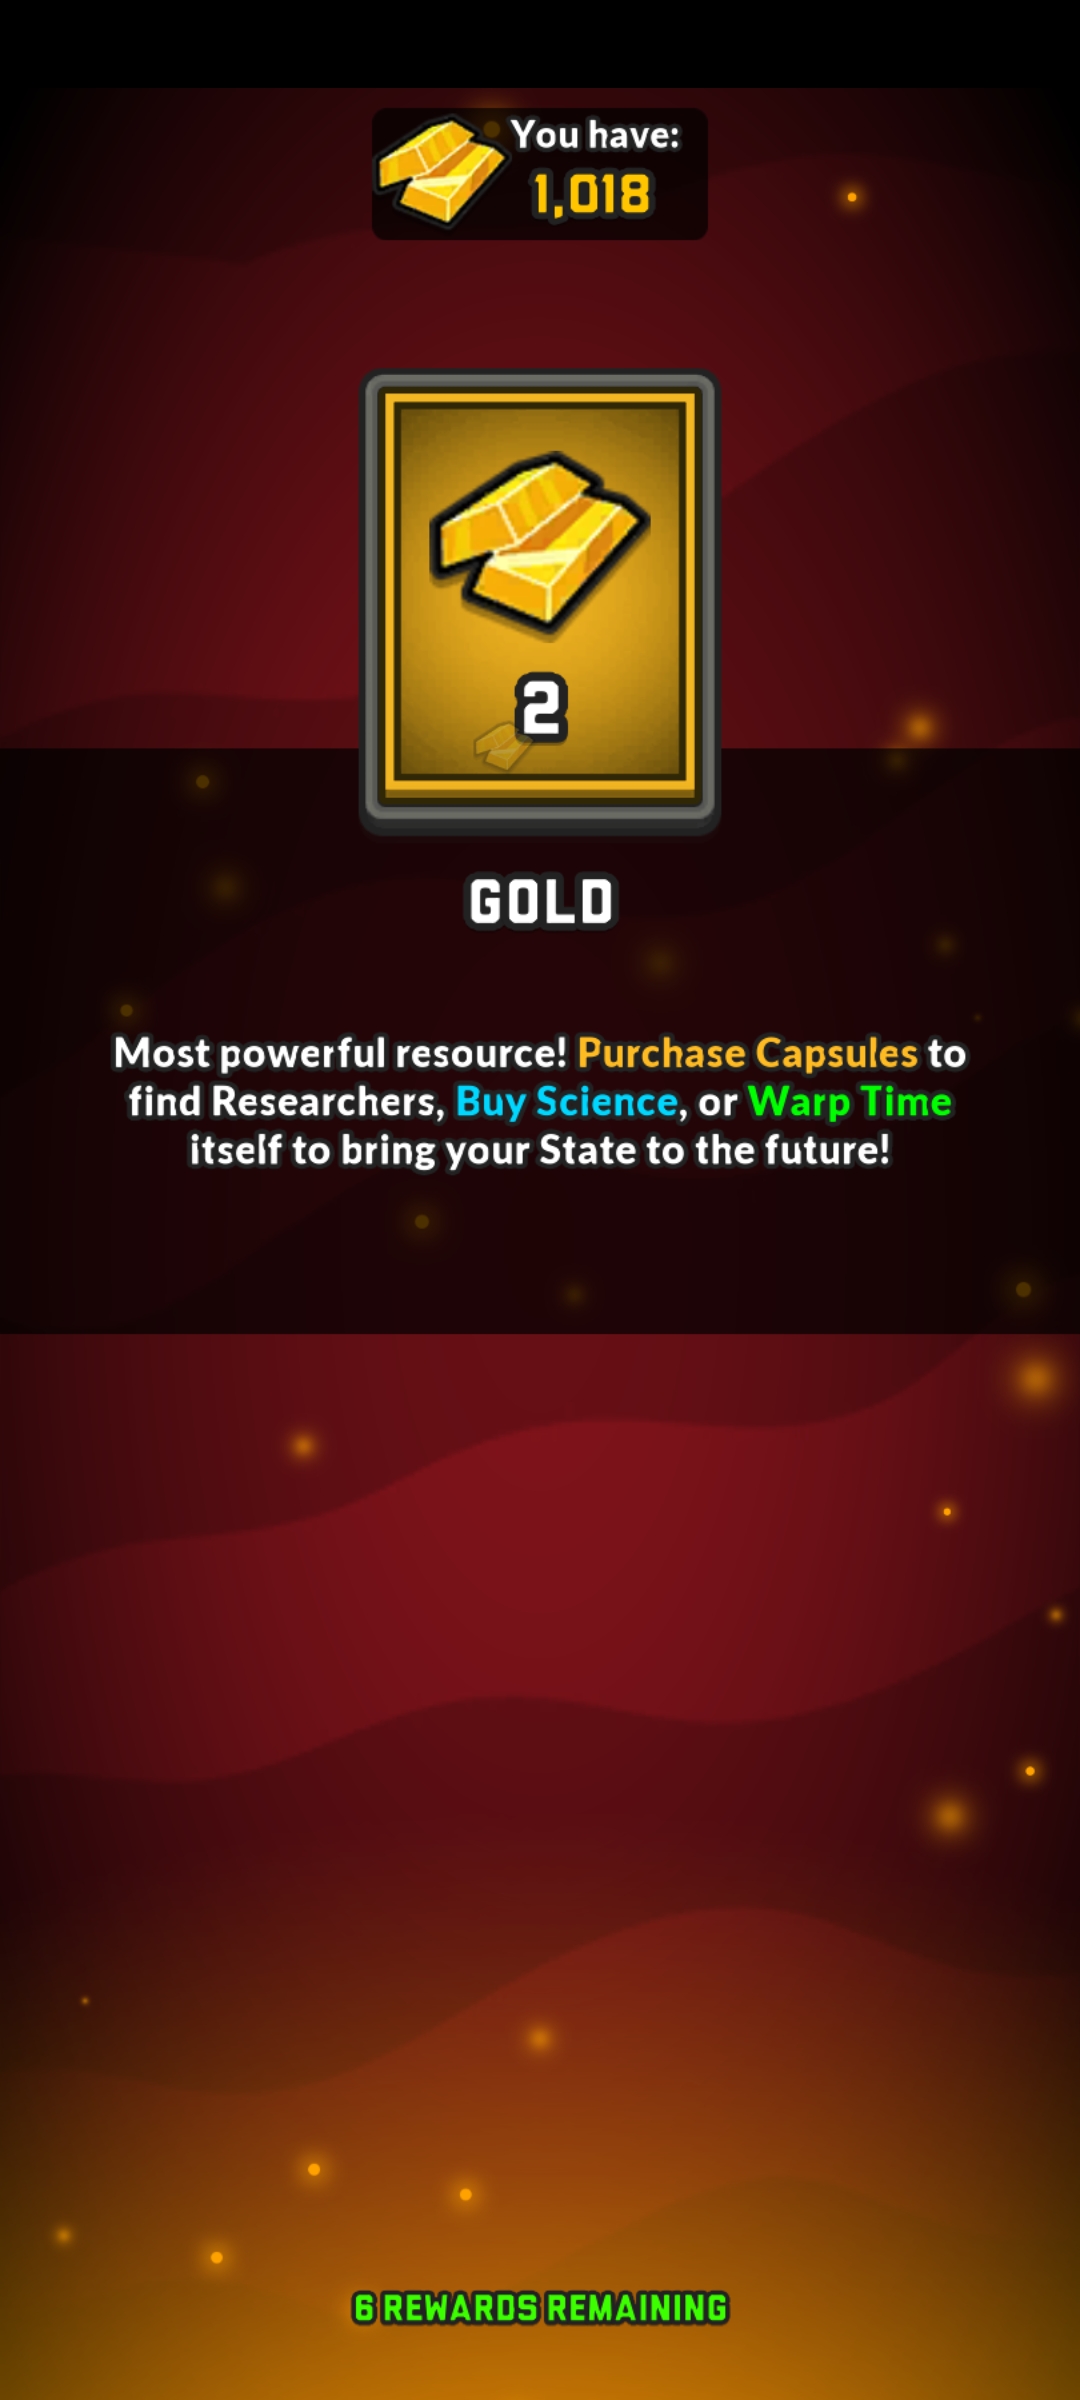 You have:
1,018
2
GOLD
Most powerful resource! Purchase Capsules to
find Researchers, Buy Science, or Warp Time
itself to bring your State to the future!
6 REWARDS REMAINING